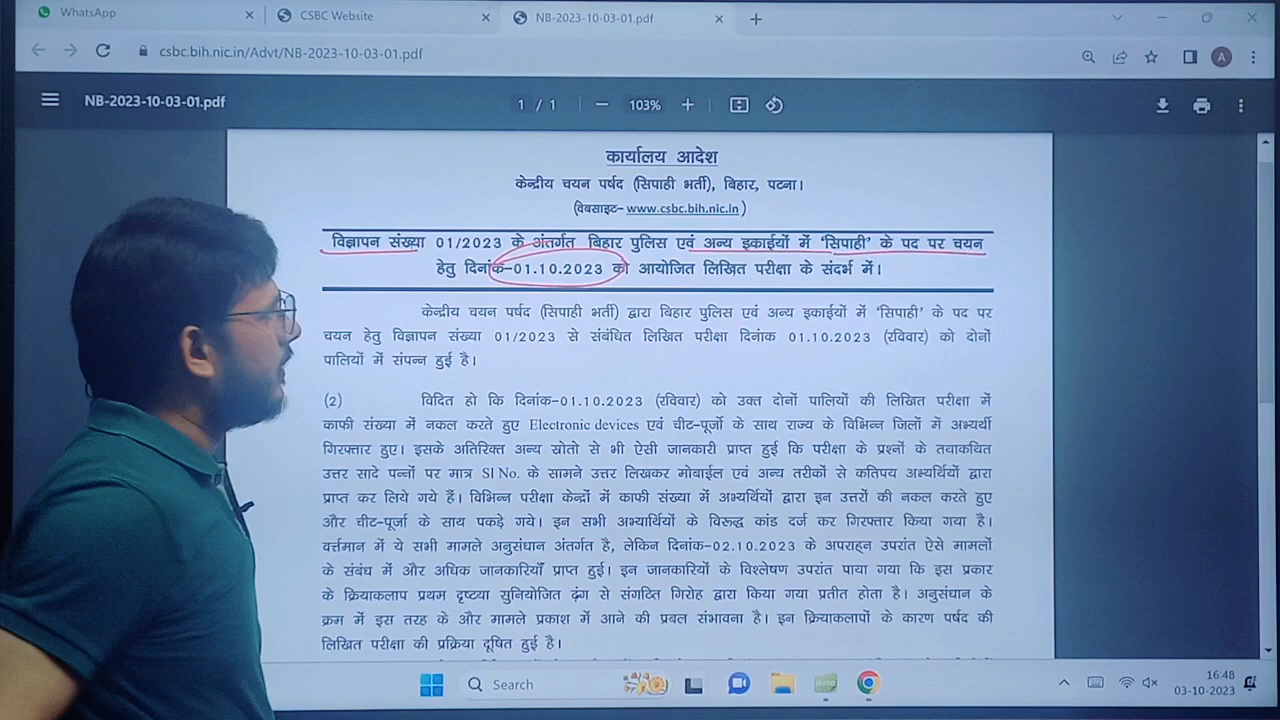 WhatsApp
CSBC Website
NB-2023-10-03-01.pdf
csbc.bih.nic.in/Advt/NB-2023-10-03-01.pdf
A
NB-2023-10-03-01.pdf
1 / 1
103%
कार्यालय आदेश
केन्द्रीय चयन पर्षद (सिपाही भर्ती), बिहार, पटना।
(वेबसाइट– www.csbc.bih.nic.in )
विज्ञापन संख्या 01/2023 के अंतर्गत बिहार पुलिस एवं अन्य इकाईयों में 'सिपाही' के पद पर चयन
हेतु दिनांक–01.10.2023 को आयोजित लिखित परीक्षा के संदर्भ में।
केन्द्रीय चयन पर्षद (सिपाही भर्ती) द्वारा बिहार पुलिस एवं अन्य इकाईयों में 'सिपाही' के पद पर
चयन हेतु विज्ञापन संख्या 01/2023 से संबंधित लिखित परीक्षा दिनांक 01.10.2023 (रविवार) को दोनों
पालियों में संपन्न हुई है।
(2) विदित हो कि दिनांक–01.10.2023 (रविवार) को उक्त दोनों पालियों की लिखित परीक्षा में
काफी संख्या में नकल करते हुए Electronic devices एवं चीट–पूर्जो के साथ राज्य के विभिन्न जिलों में अभ्यर्थी
गिरफ्तार हुए। इसके अतिरिक्त अन्य स्रोतो से भी ऐसी जानकारी प्राप्त हुई कि परीक्षा के प्रश्नों के तथाकथित
उत्तर सादे पन्नों पर मात्र Sl No. के सामने उत्तर लिखकर मोबाईल एवं अन्य तरीकों से कतिपय अभ्यर्थियों द्वारा
प्राप्त कर लिये गये हैं। विभिन्न परीक्षा केन्द्रों में काफी संख्या में अभ्यर्थियों द्वारा इन उत्तरों की नकल करते हुए
और चीट–पूर्जा के साथ पकड़े गये। इन सभी अभ्यार्थियों के विरूद्ध कांड दर्ज कर गिरफ्तार किया गया है।
वर्त्तमान में ये सभी मामले अनुसंधान अंतर्गत है, लेकिन दिनांक–02.10.2023 के अपराह्न उपरांत ऐसे मामलों
के संबंध में और अधिक जानकारियाँ प्राप्त हुई। इन जानकारियों के विश्लेषण उपरांत पाया गया कि इस प्रकार
के क्रियाकलाप प्रथम दृष्टया सुनियोजित ढ़ंग से संगठित गिरोह द्वारा किया गया प्रतीत होता है। अनुसंधान के
क्रम में इस तरह के और मामले प्रकाश में आने की प्रबल संभावना है। इन क्रियाकलापों के कारण पर्षद की
लिखित परीक्षा की प्रक्रिया दूषित हुई है।
Search
16:48
03-10-2023